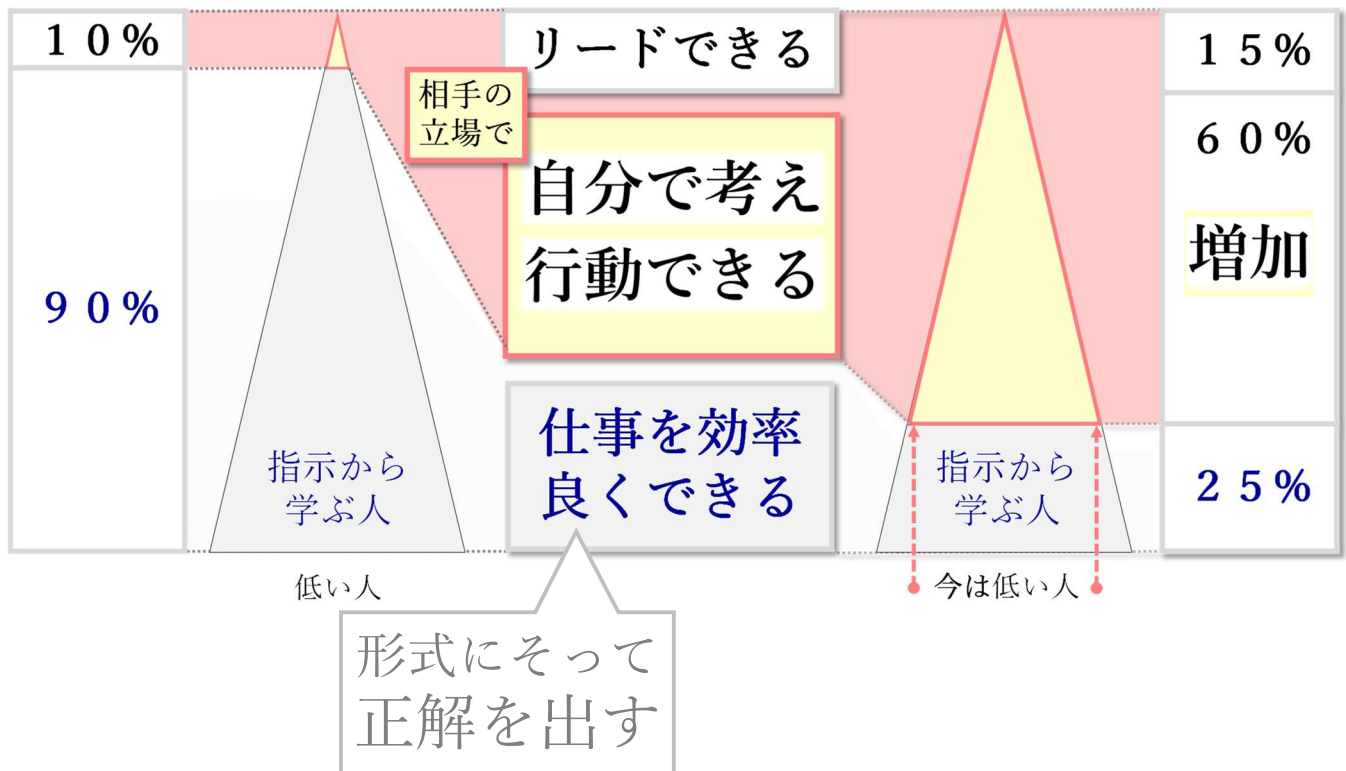 10%
90%
指示から
学ぶ人
低い人
リードできる
相手の
立場で
自分で考え
行動できる
仕事を効率
良くできる
形式にそって
正解を出す
指示から
学ぶ人
今は低い人
15%
60%
増加
25%